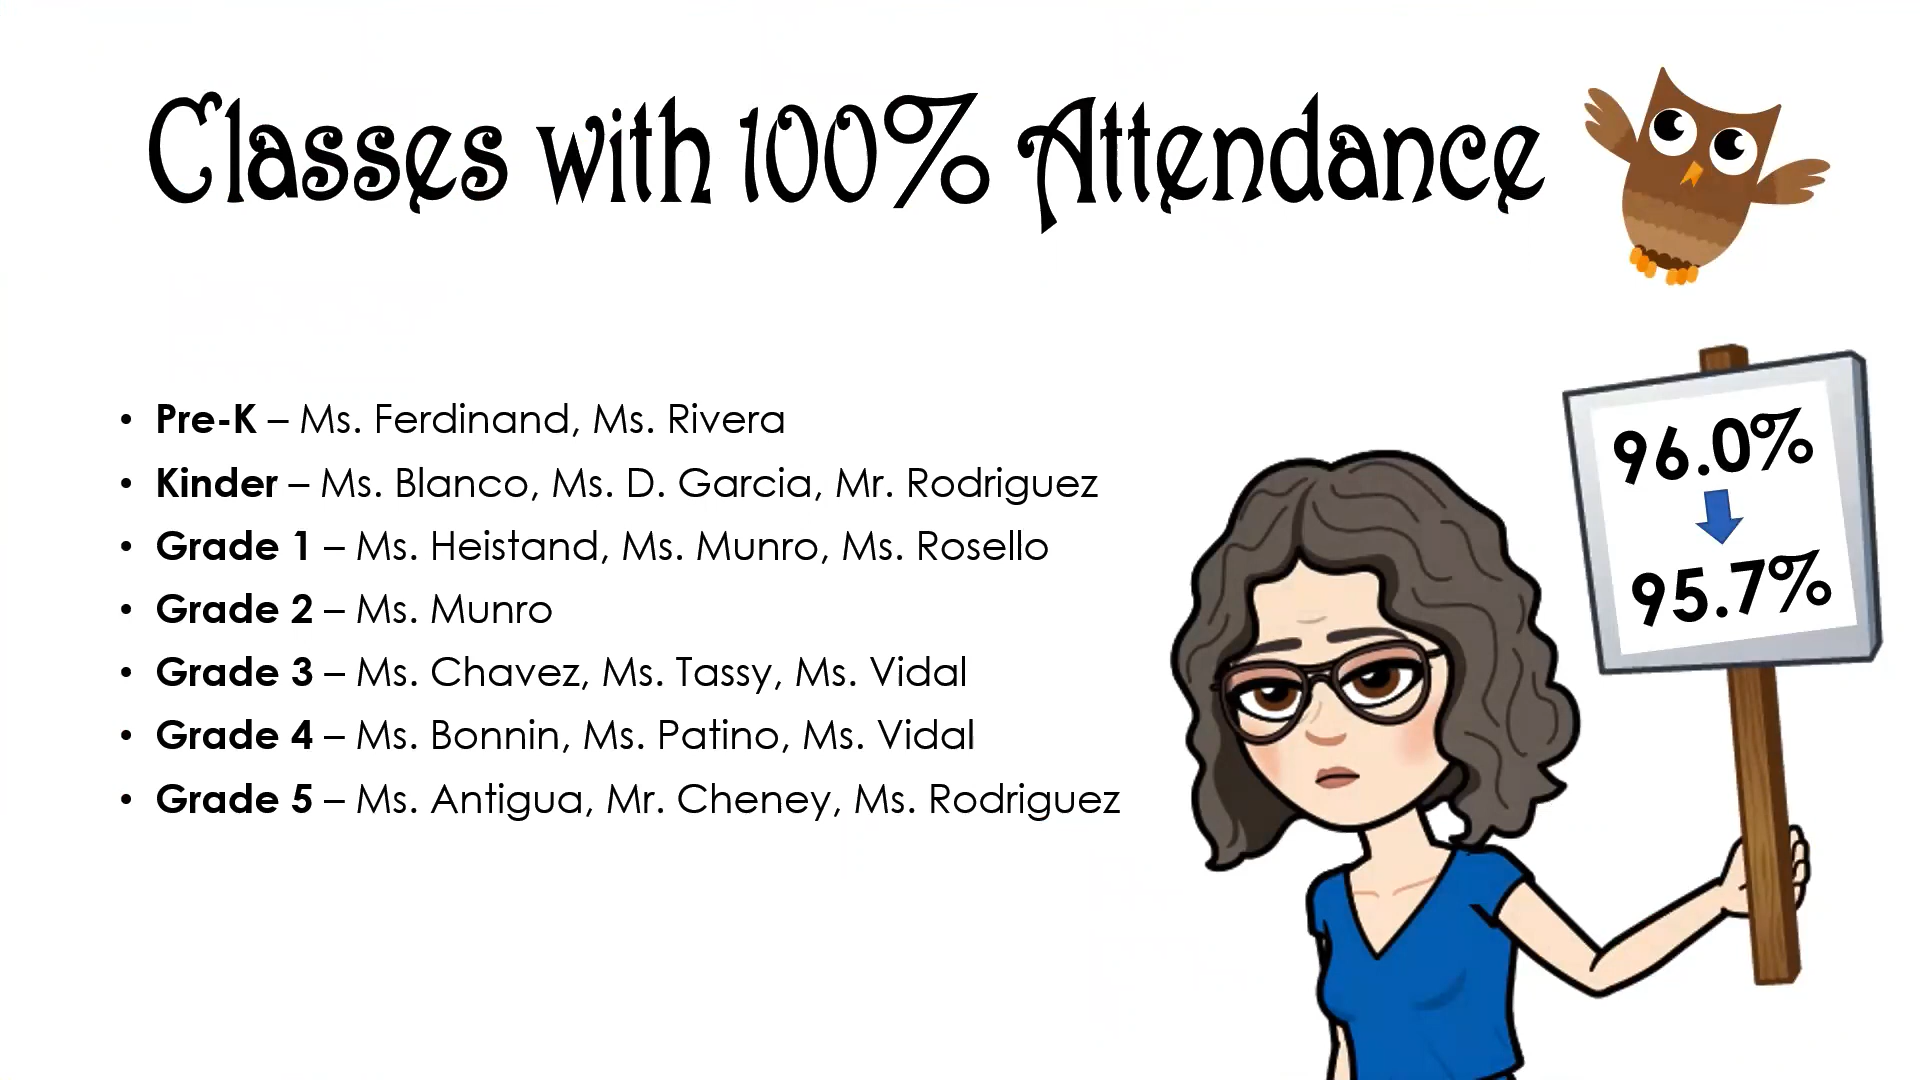 Classes with 100% Attendance
• Pre-K – Ms. Ferdinand, Ms. Rivera
• Kinder – Ms. Blanco, Ms. D. Garcia, Mr. Rodriguez
• Grade 1 – Ms. Heistand, Ms. Munro, Ms. Rosello
• Grade 2 – Ms. Munro
• Grade 3 – Ms. Chavez, Ms. Tassy, Ms. Vidal
• Grade 4 – Ms. Bonnin, Ms. Patino, Ms. Vidal
• Grade 5 – Ms. Antigua, Mr. Cheney, Ms. Rodriguez
96.0%
95.7%